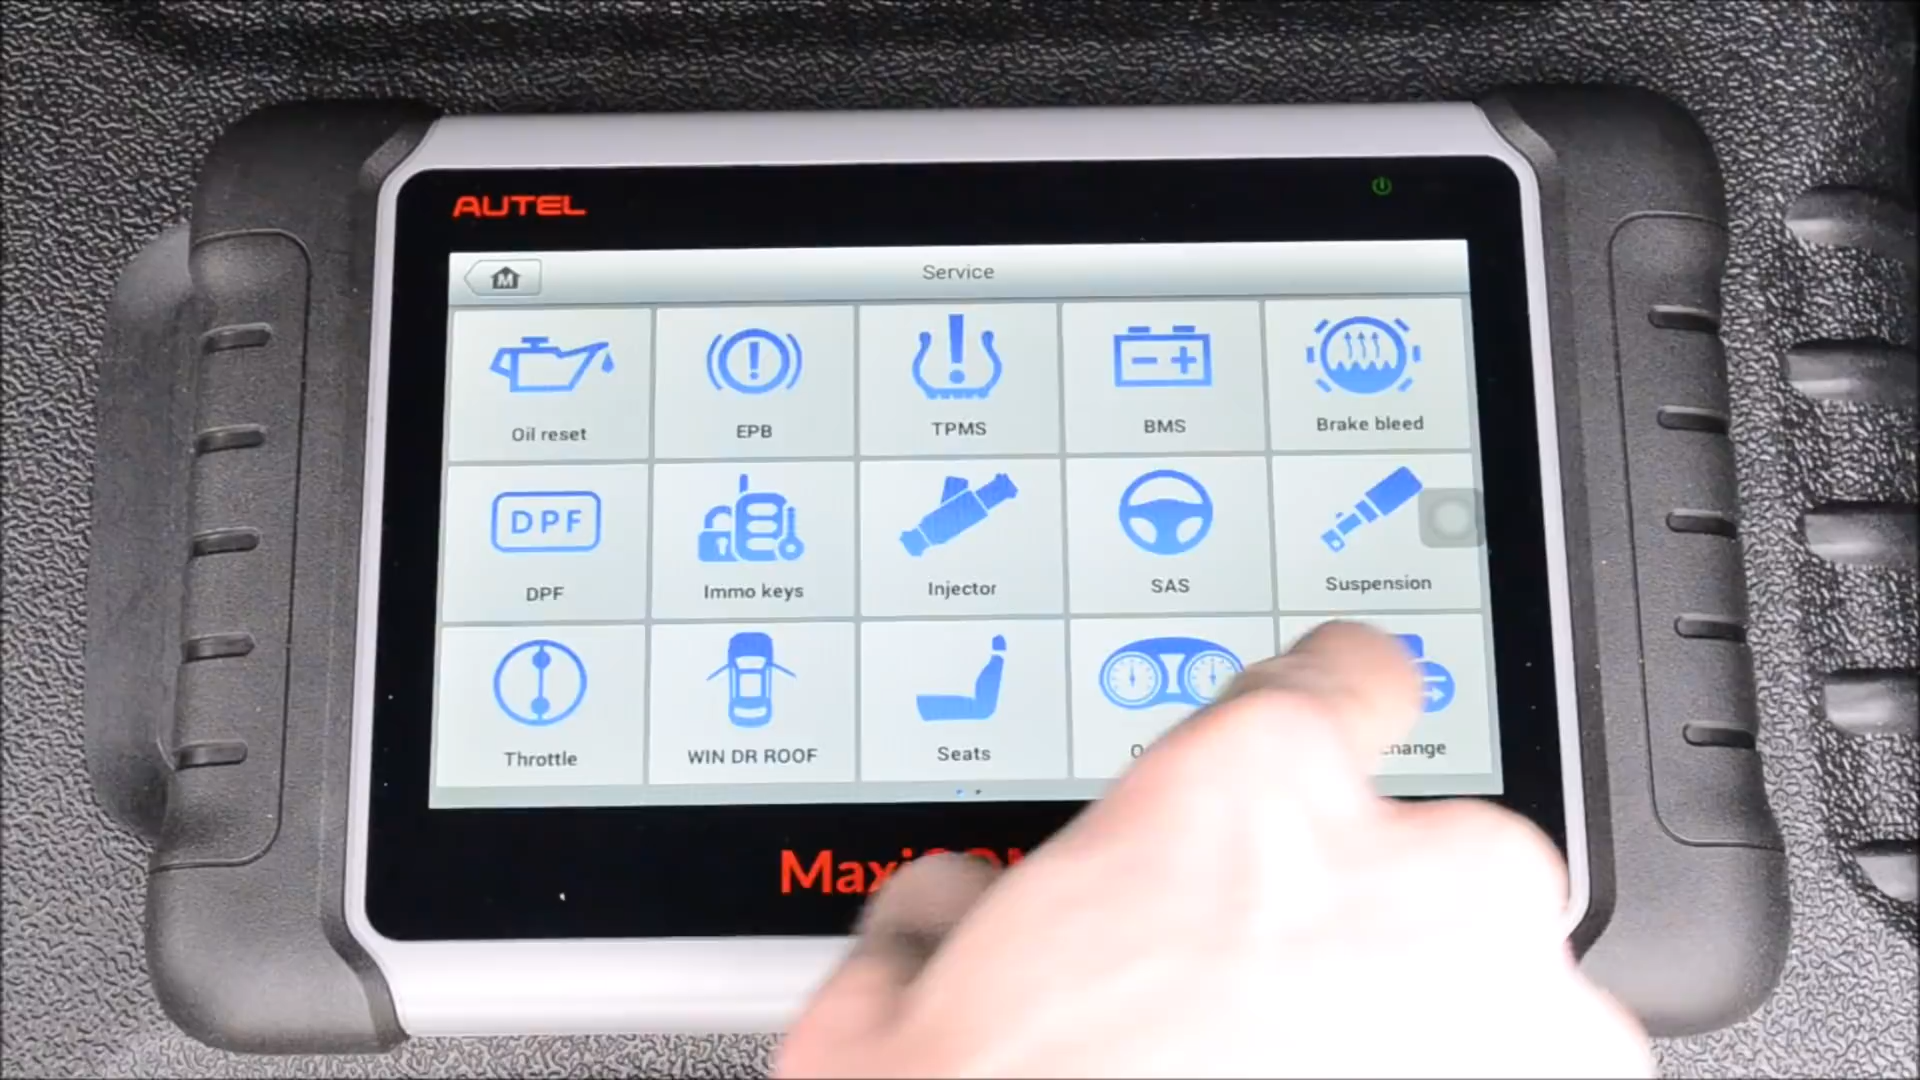 AUTEL
M
Service
Oil reset
EPB
TPMS
BMS
Brake bleed
DPF
DPF
Immo keys
Injector
SAS
Suspension
Throttle
WIN DR ROOF
Seats